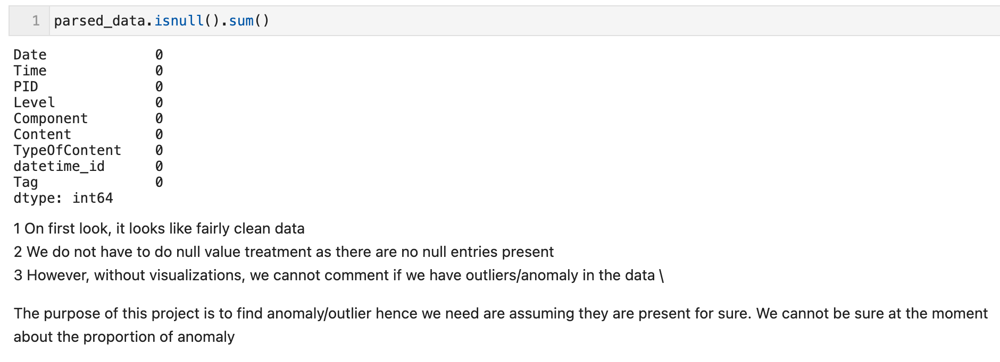 1 parsed_data.isnull().sum()
Date 0
Time 0
PID 0
Level 0
Component 0
Content 0
TypeOfContent 0
datetime_id 0
Tag 0
dtype: int64
1 On first look, it looks like fairly clean data
2 We do not have to do null value treatment as there are no null entries present
3 However, without visualizations, we cannot comment if we have outliers/anomaly in the data \
The purpose of this project is to find anomaly/outlier hence we need are assuming they are present for sure. We cannot be sure at the moment
about the proportion of anomaly